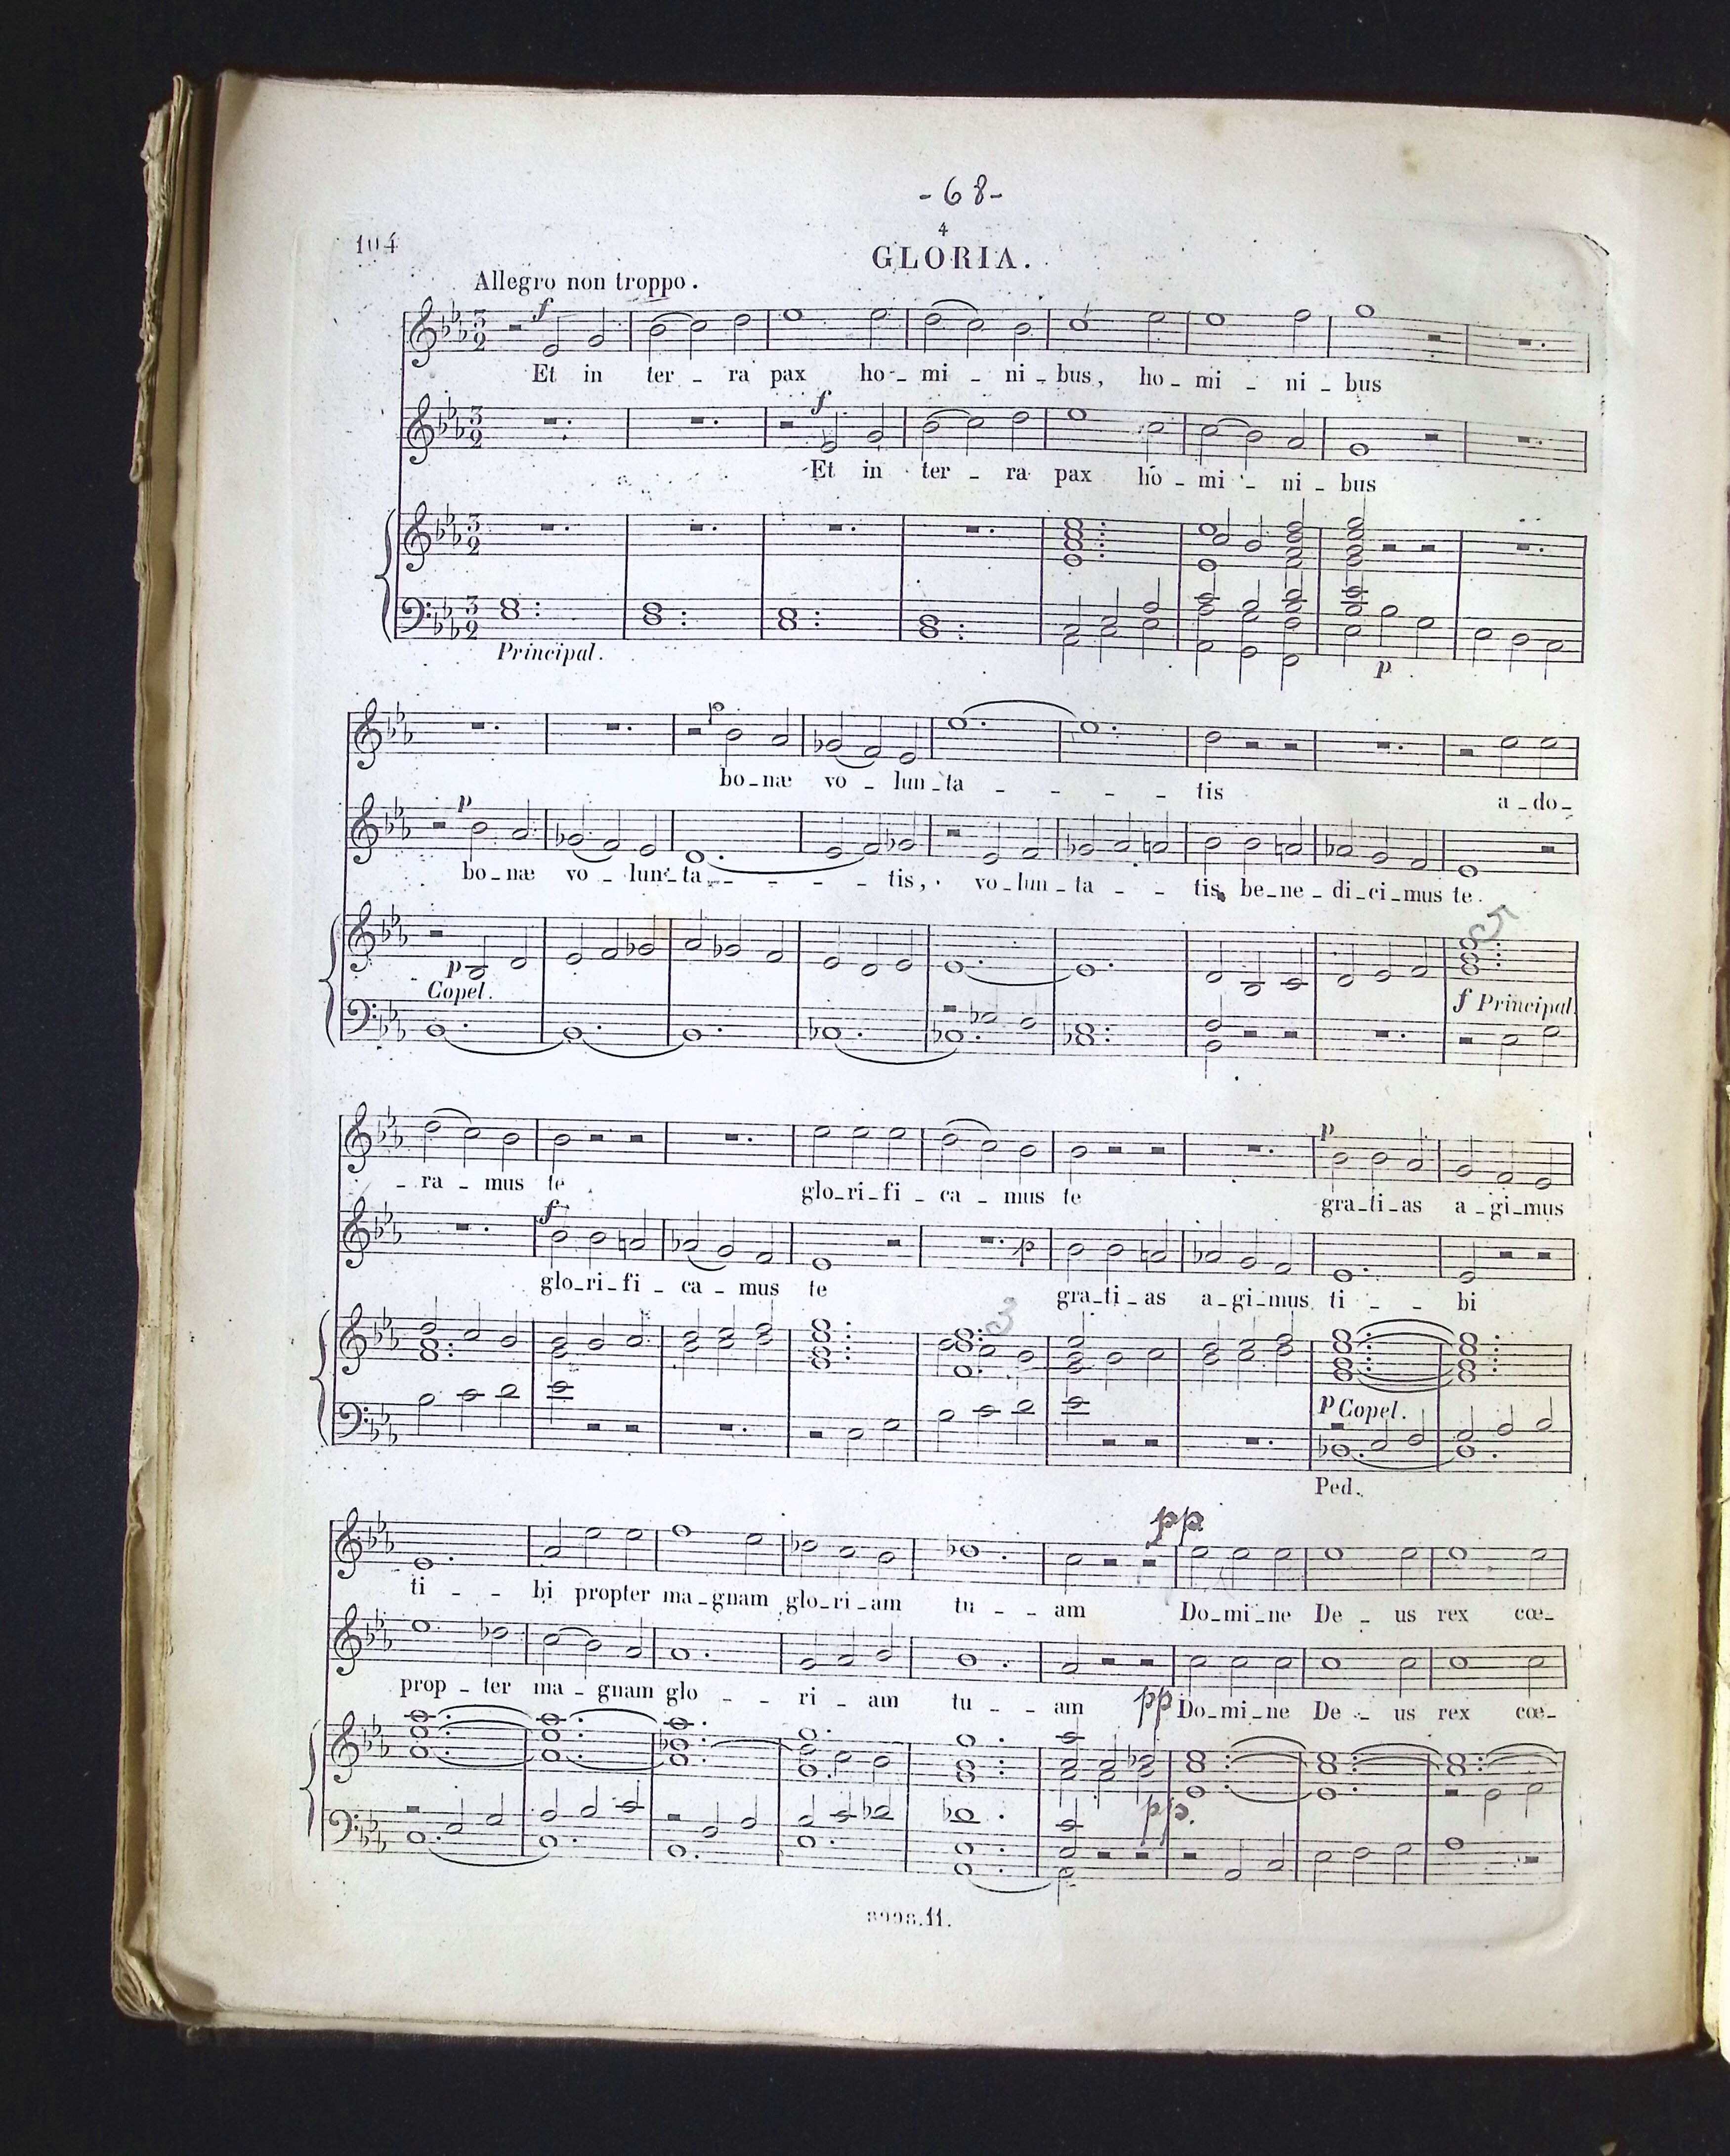 -68-
104
4
GLORIA.
Allegro non troppo.
f
Et in ter - ra pax ho - mi - ni - bus, ho - mi - ni - bus
f
Et in ter - ra pax ho - mi - ni - bus
Principal.
p
p
bo - næ vo - lun - ta - - - - tis a - do -
p
bo - næ vo - lun - ta - - - - tis, vo - lun - ta - - tis, be - ne - di - ci - mus te.
5
p
Copel.
f Principal
- ra - mus te glo - ri - fi - ca - mus te
p
gra - ti - as a - gi - mus
f
glo - ri - fi - ca - mus te
p
gra - ti - as a - gi - mus ti - - bi
3
p Copel.
Ped.
pp
ti - - bi propter ma - gnam glo - ri - am tu - - am Do - mi - ne De - us rex cœ -
prop - ter ma - gnam glo - - ri - am tu - - am pp Do - mi - ne De - us rex cœ -
pp.
8998.11.